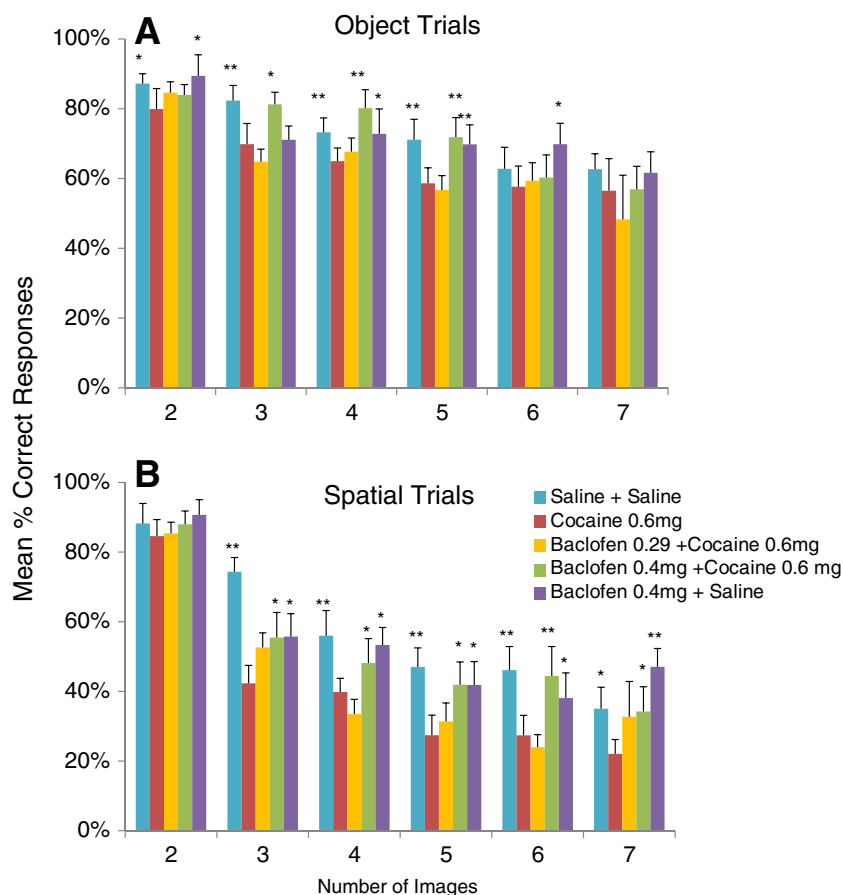 A
Object Trials
100%
80%
60%
40%
20%
0%
* * ** * ** ** * ** ** ** *
2 3 4 5 6 7
Mean % Correct Responses
B
Spatial Trials
100%
80%
60%
40%
20%
0%
Saline + Saline
Cocaine 0.6mg
Baclofen 0.29 +Cocaine 0.6mg
Baclofen 0.4mg +Cocaine 0.6 mg
Baclofen 0.4mg + Saline
** * * ** * * ** * * ** ** * * * **
2 3 4 5 6 7
Number of Images